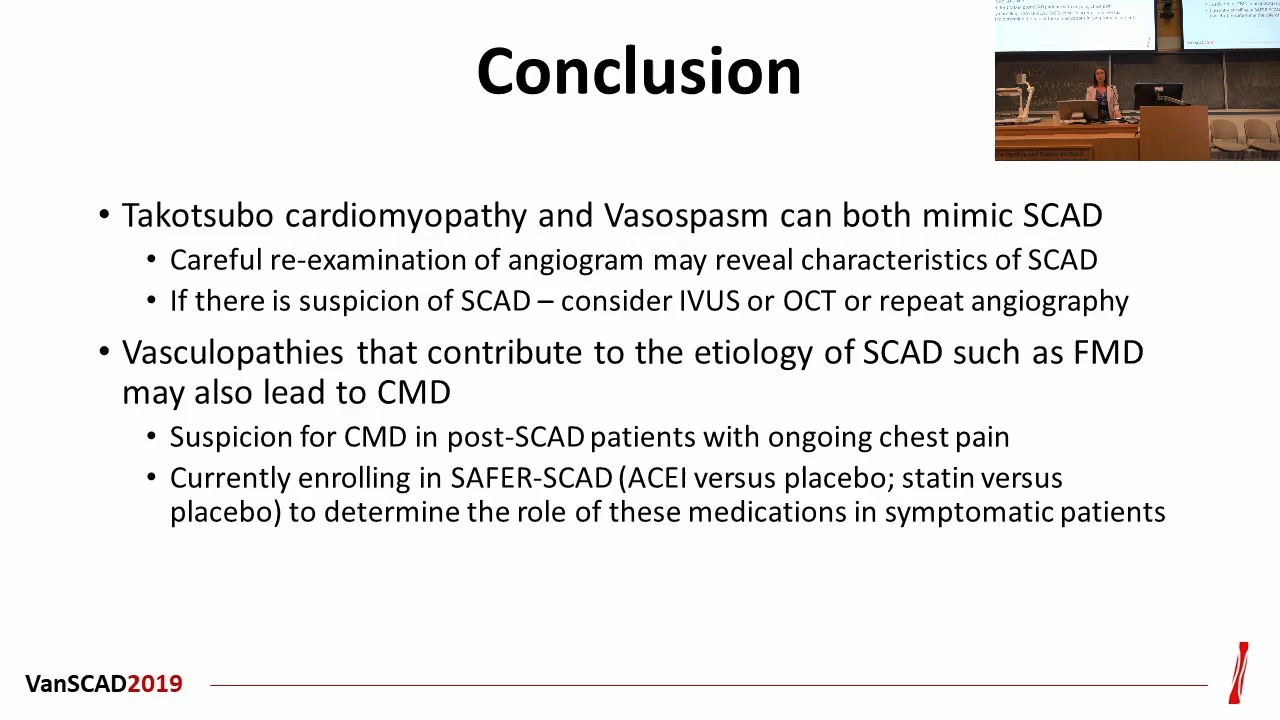 Conclusion
• Takotsubo cardiomyopathy and Vasospasm can both mimic SCAD
• Careful re-examination of angiogram may reveal characteristics of SCAD
• If there is suspicion of SCAD – consider IVUS or OCT or repeat angiography
• Vasculopathies that contribute to the etiology of SCAD such as FMD
may also lead to CMD
• Suspicion for CMD in post-SCAD patients with ongoing chest pain
• Currently enrolling in SAFER-SCAD (ACEI versus placebo; statin versus
placebo) to determine the role of these medications in symptomatic patients
VanSCAD2019